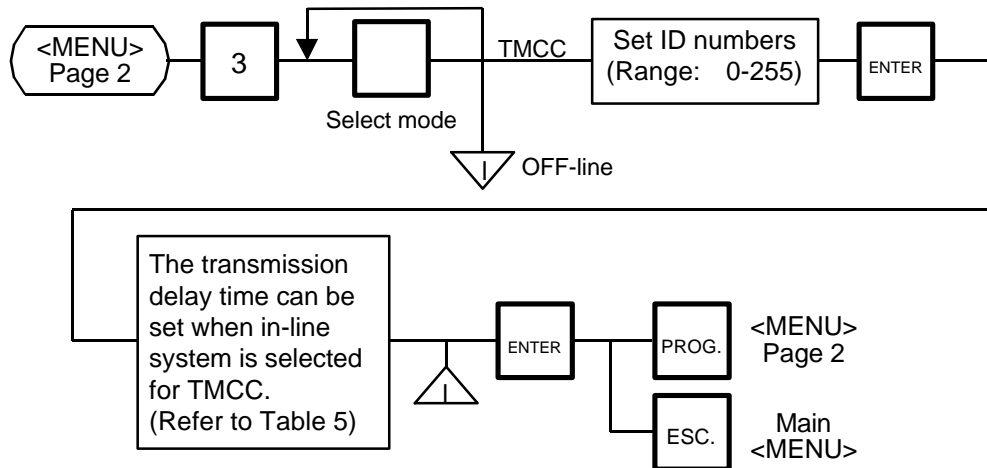 <MENU>
Page 2
3
Select mode
TMCC
Set ID numbers
(Range: 0-255)
ENTER
I
OFF-line
The transmission
delay time can be
set when in-line
system is selected
for TMCC.
(Refer to Table 5)
I
ENTER
PROG.
<MENU>
Page 2
ESC.
Main
<MENU>